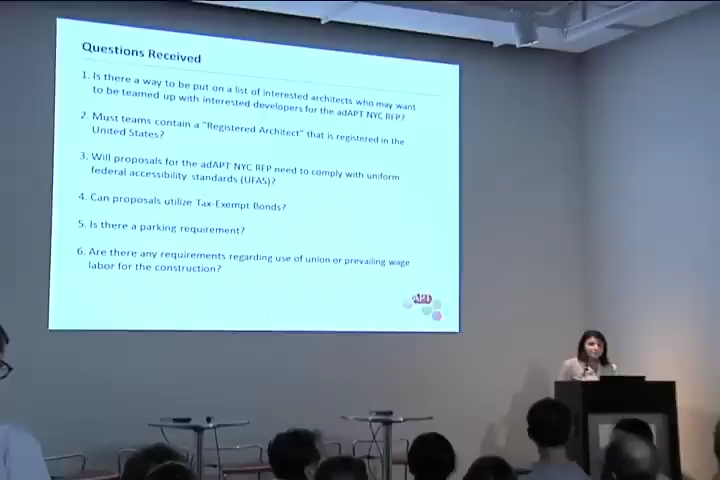 Questions Received
1. Is there a way to be put on a list of interested architects who may want
to be teamed up with interested developers for the adAPT NYC RFP?
2. Must teams contain a "Registered Architect" that is registered in the
United States?
3. Will proposals for the adAPT NYC RFP need to comply with uniform
federal accessibility standards (UFAS)?
4. Can proposals utilize Tax-Exempt Bonds?
5. Is there a parking requirement?
6. Are there any requirements regarding use of union or prevailing wage
labor for the construction?
APT